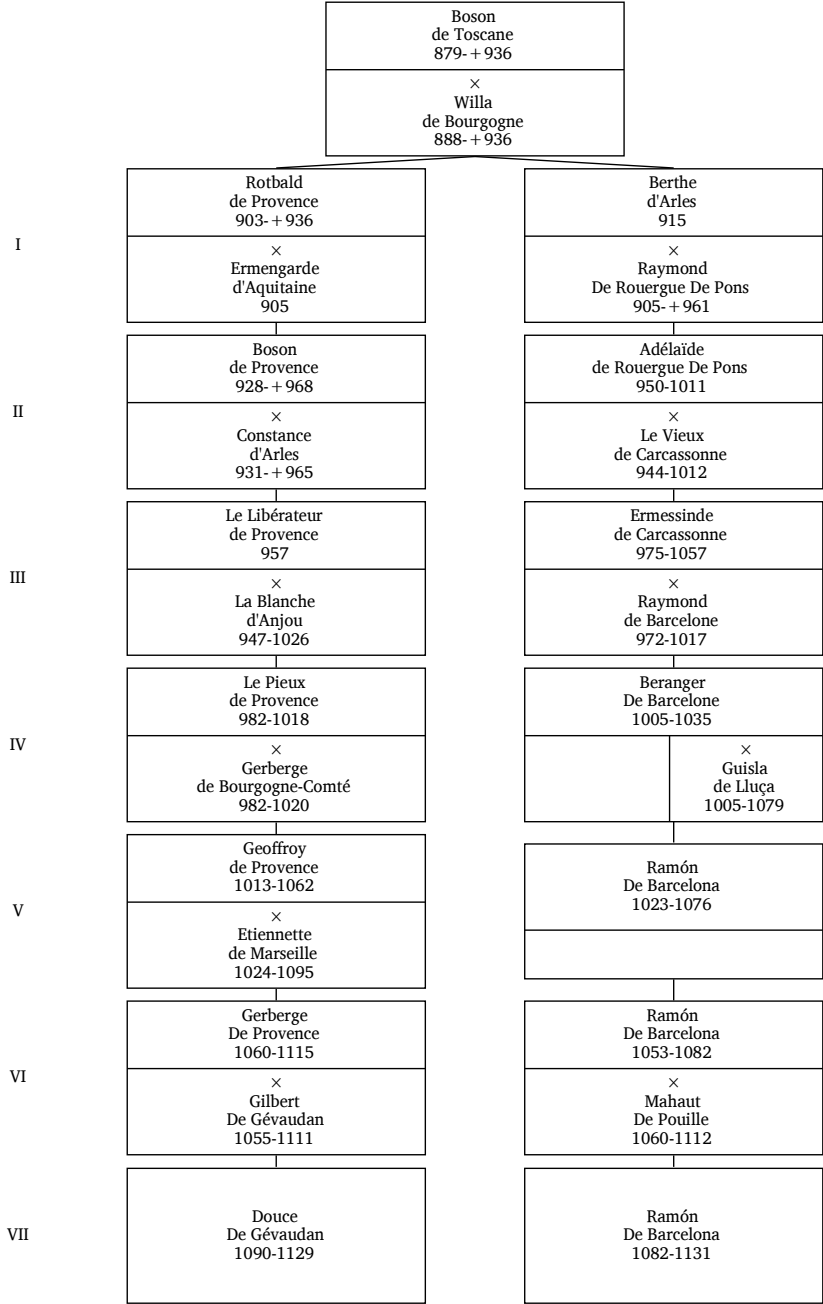 Boson
de Toscane
879-+936
×
Willa
de Bourgogne
888-+936
I
Rotbald
de Provence
903-+936
×
Ermengarde
d'Aquitaine
905
Berthe
d'Arles
915
×
Raymond
De Rouergue De Pons
905-+961
II
Boson
de Provence
928-+968
×
Constance
d'Arles
931-+965
Adélaïde
de Rouergue De Pons
950-1011
×
Le Vieux
de Carcassonne
944-1012
III
Le Libérateur
de Provence
957
×
La Blanche
d'Anjou
947-1026
Ermessinde
de Carcassonne
975-1057
×
Raymond
de Barcelone
972-1017
IV
Le Pieux
de Provence
982-1018
×
Gerberge
de Bourgogne-Comté
982-1020
Beranger
De Barcelone
1005-1035
×
Guisla
de Lluça
1005-1079
V
Geoffroy
de Provence
1013-1062
×
Etiennette
de Marseille
1024-1095
Ramón
De Barcelona
1023-1076
VI
Gerberge
De Provence
1060-1115
×
Gilbert
De Gévaudan
1055-1111
Ramón
De Barcelona
1053-1082
×
Mahaut
De Pouille
1060-1112
VII
Douce
De Gévaudan
1090-1129
Ramón
De Barcelona
1082-1131